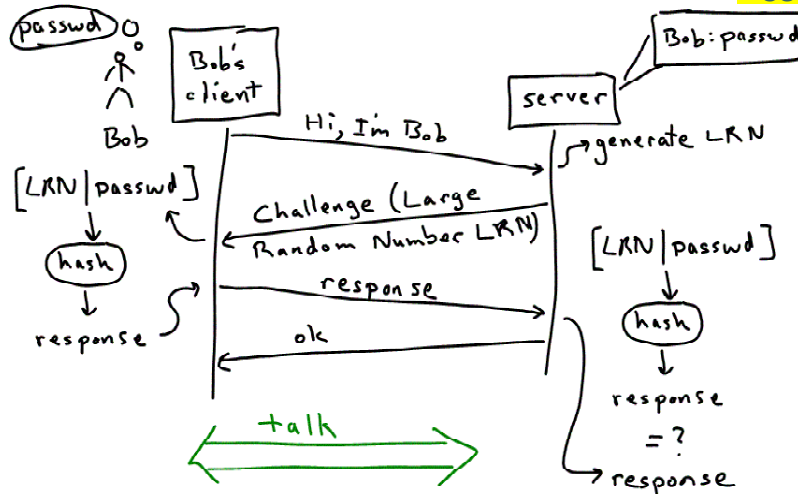 passwd
Bob's
client
Bob
server
Bob: passwd
Hi, I'm Bob
generate LRN
[LRN|passwd]
hash
response
Challenge (Large
Random Number LRN)
response
ok
talk
[LRN|passwd]
hash
response
= ?
response